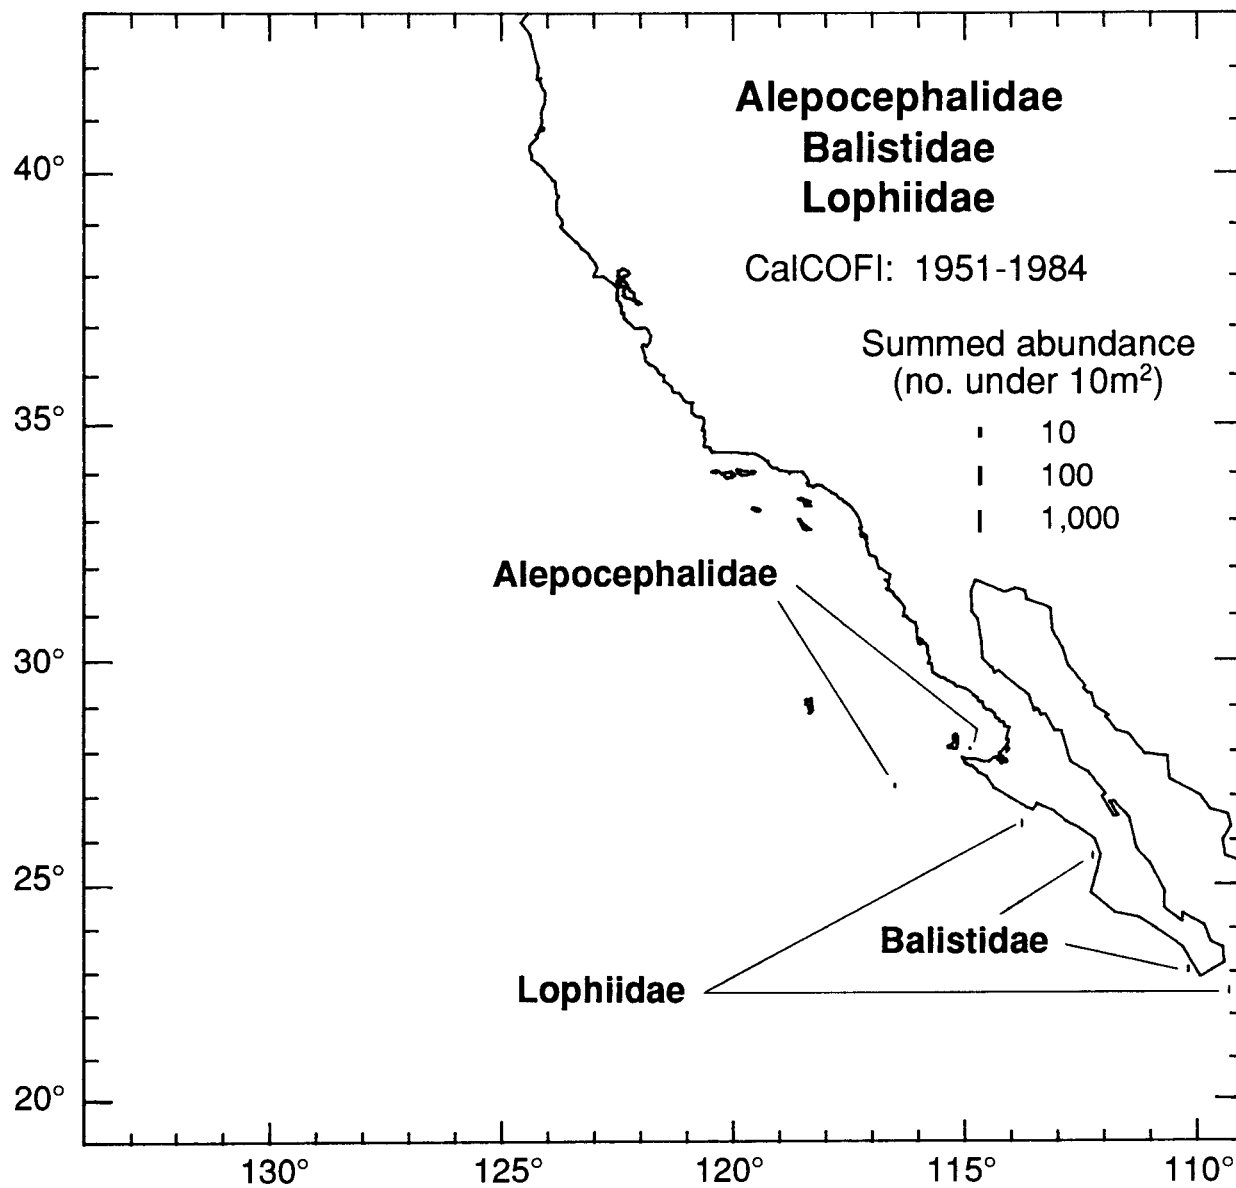 Alepocephalidae
Balistidae
Lophiidae
CalCOFI: 1951-1984
Summed abundance
(no. under 10m²)
10
100
1,000
40°
35°
30°
25°
20°
Alepocephalidae
Balistidae
Lophiidae
130°
125°
120°
115°
110°